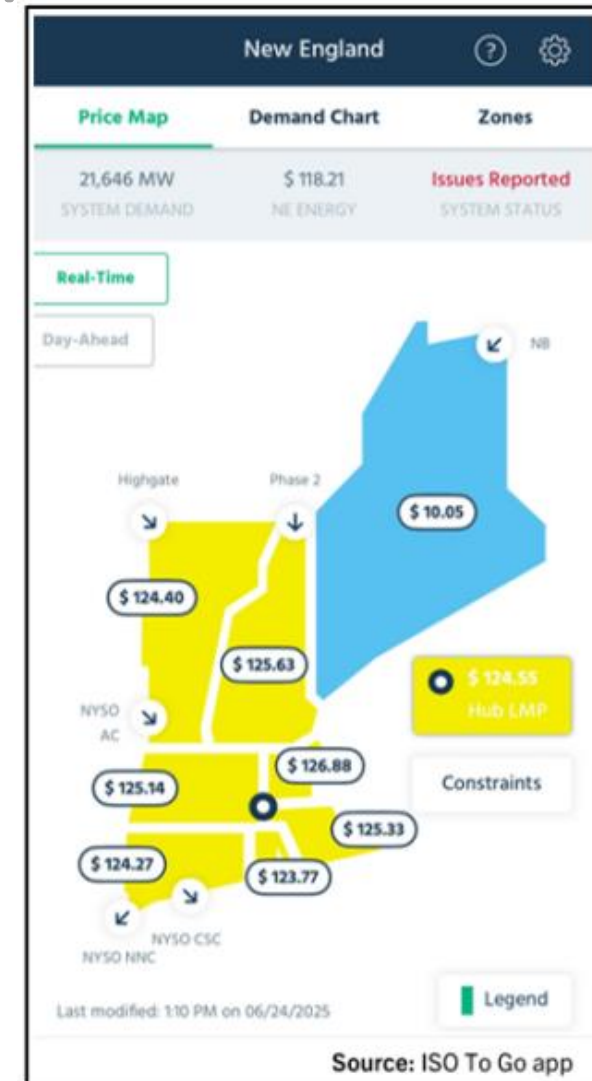 New England
?
Price Map Demand Chart Zones
21,646 MW $ 118.21 Issues Reported
SYSTEM DEMAND NE ENERGY SYSTEM STATUS
Real-Time
Day-Ahead
NB
Highgate Phase 2
$ 10.05
$ 124.40
$ 125.63
$ 124.55
Hub LMP
NYSO
AC
$ 126.88
Constraints
$ 125.14
$ 125.33
$ 124.27
$ 123.77
NYSO CSC
NYSO NNC
Legend
Last modified: 1:10 PM on 06/24/2025
Source: ISO To Go app